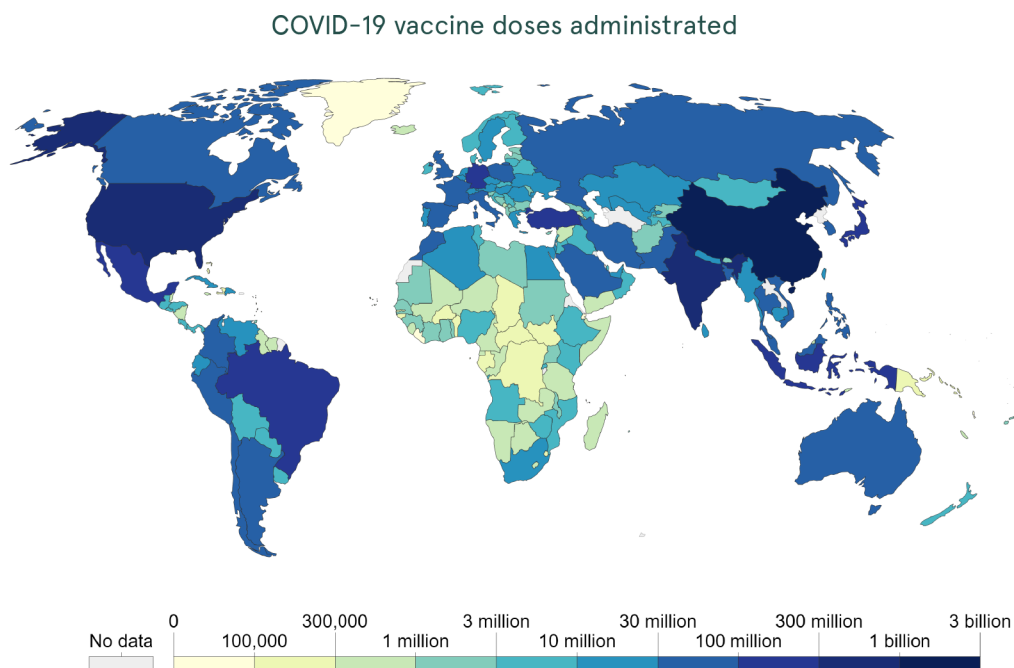 COVID-19 vaccine doses administrated
0 300,000 3 million 30 million 300 million 3 billion
No data 100,000 1 million 10 million 100 million 1 billion